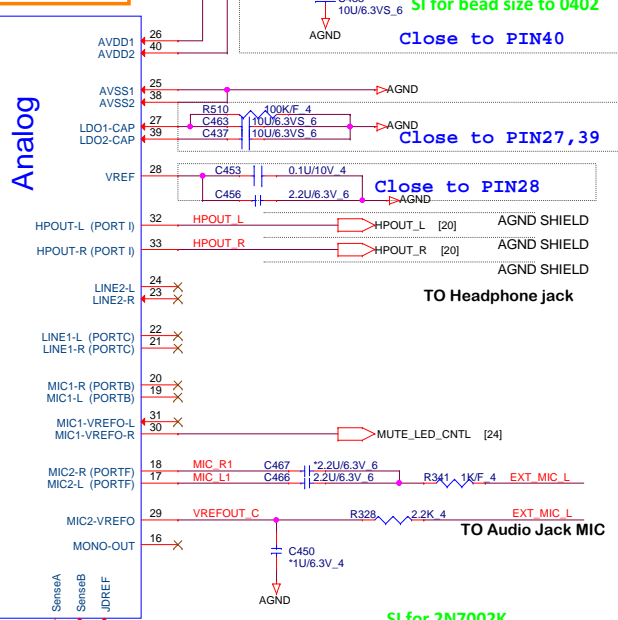 10U/6.3VS_6
SI for bead size to 0402
AGND
Close to PIN40
AVDD1 26
AVDD2 40
AVSS1 25
AVSS2 38
AGND
R510 100K/F_4
LDO1-CAP 27 C463 10U/6.3VS_6 AGND
LDO2-CAP 39 C437 10U/6.3VS_6
Close to PIN27,39
Analog
VREF 28 C453 0.1U/10V_4
C456 2.2U/6.3V_6
Close to PIN28
AGND
HPOUT-L (PORT I) 32 HPOUT_L HPOUT_L [20] AGND SHIELD
HPOUT-R (PORT I) 33 HPOUT_R HPOUT_R [20] AGND SHIELD
AGND SHIELD
LINE2-L 24
LINE2-R 23
TO Headphone jack
LINE1-L (PORTC) 22
LINE1-R (PORTC) 21
MIC1-R (PORTB) 20
MIC1-L (PORTB) 19
MIC1-VREFO-L 31
MIC1-VREFO-R 30 MUTE_LED_CNTL [24]
MIC2-R (PORTF) 18 MIC_R1 C467 *2.2U/6.3V_6
MIC2-L (PORTF) 17 MIC_L1 C466 2.2U/6.3V_6 R341 1K/F_4 EXT_MIC_L
MIC2-VREFO 29 VREFOUT_C R328 2.2K_4 EXT_MIC_L
TO Audio Jack MIC
MONO-OUT 16
C450
*1U/6.3V_4
AGND
SenseA
SenseB
JDREF
SI for 2N7002K